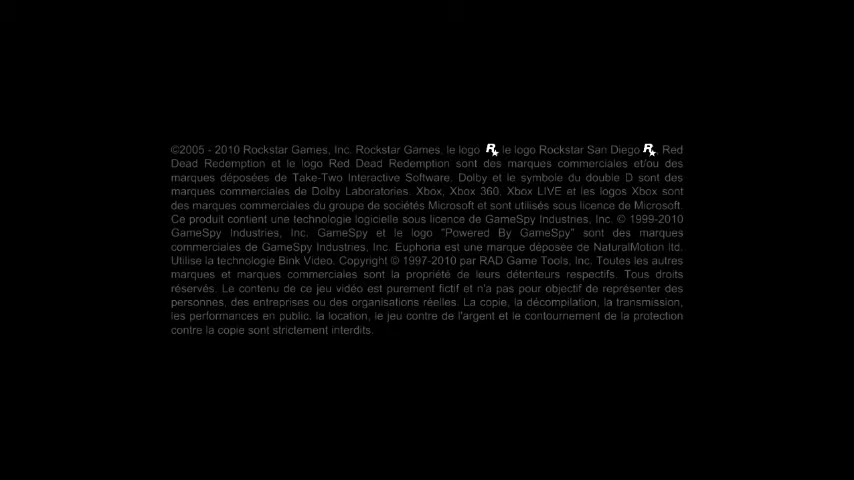 ©2005 - 2010 Rockstar Games, Inc. Rockstar Games, le logo R★ le logo Rockstar San Diego R★, Red
Dead Redemption et le logo Red Dead Redemption sont des marques commerciales et/ou des
marques déposées de Take-Two Interactive Software. Dolby et le symbole du double D sont des
marques commerciales de Dolby Laboratories. Xbox, Xbox 360, Xbox LIVE et les logos Xbox sont
des marques commerciales du groupe de sociétés Microsoft et sont utilisés sous licence de Microsoft.
Ce produit contient une technologie logicielle sous licence de GameSpy Industries, Inc. © 1999-2010
GameSpy Industries, Inc. GameSpy et le logo "Powered By GameSpy" sont des marques
commerciales de GameSpy Industries, Inc. Euphoria est une marque déposée de NaturalMotion ltd.
Utilise la technologie Bink Video. Copyright © 1997-2010 par RAD Game Tools, Inc. Toutes les autres
marques et marques commerciales sont la propriété de leurs détenteurs respectifs. Tous droits
réservés. Le contenu de ce jeu vidéo est purement fictif et n'a pas pour objectif de représenter des
personnes, des entreprises ou des organisations réelles. La copie, la décompilation, la transmission,
les performances en public, la location, le jeu contre de l'argent et le contournement de la protection
contre la copie sont strictement interdits.